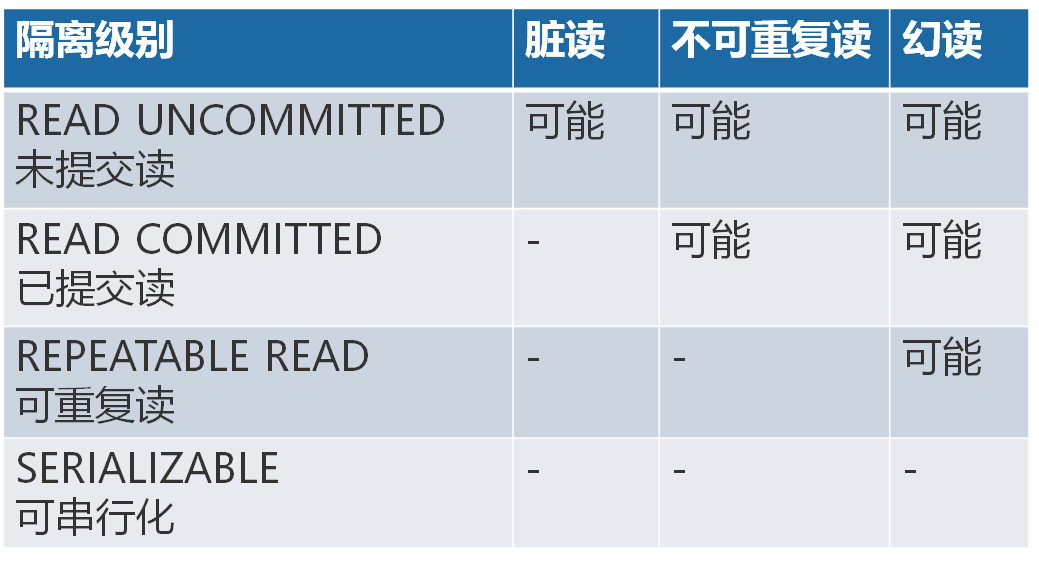 隔离级别 脏读 不可重复读 幻读
READ UNCOMMITTED 可能 可能 可能
未提交读
READ COMMITTED - 可能 可能
已提交读
REPEATABLE READ - - 可能
可重复读
SERIALIZABLE - - -
可串行化